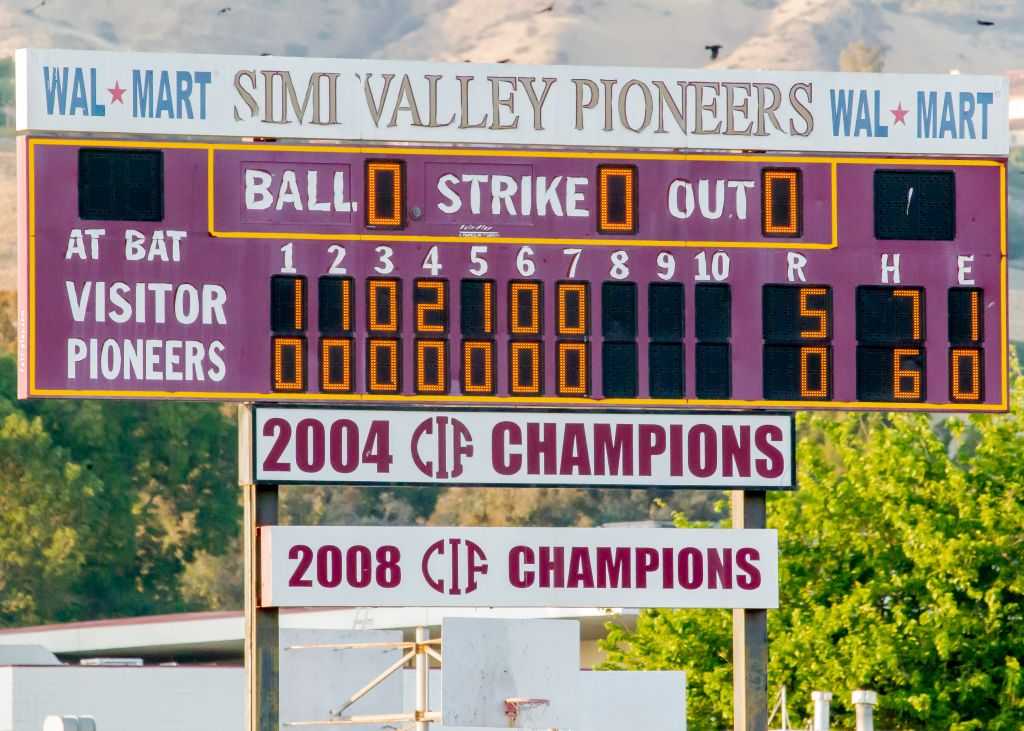 WAL★MART SIMI VALLEY PIONEERS WAL★MART
BALL 0 STRIKE 0 OUT 0
Fair-Play
AT BAT 1 2 3 4 5 6 7 8 9 10 R H E
VISITOR 1 1 0 2 1 0 0 5 7 1
PIONEERS 0 0 0 0 0 0 0 0 6 0
2004 CIF CHAMPIONS
2008 CIF CHAMPIONS